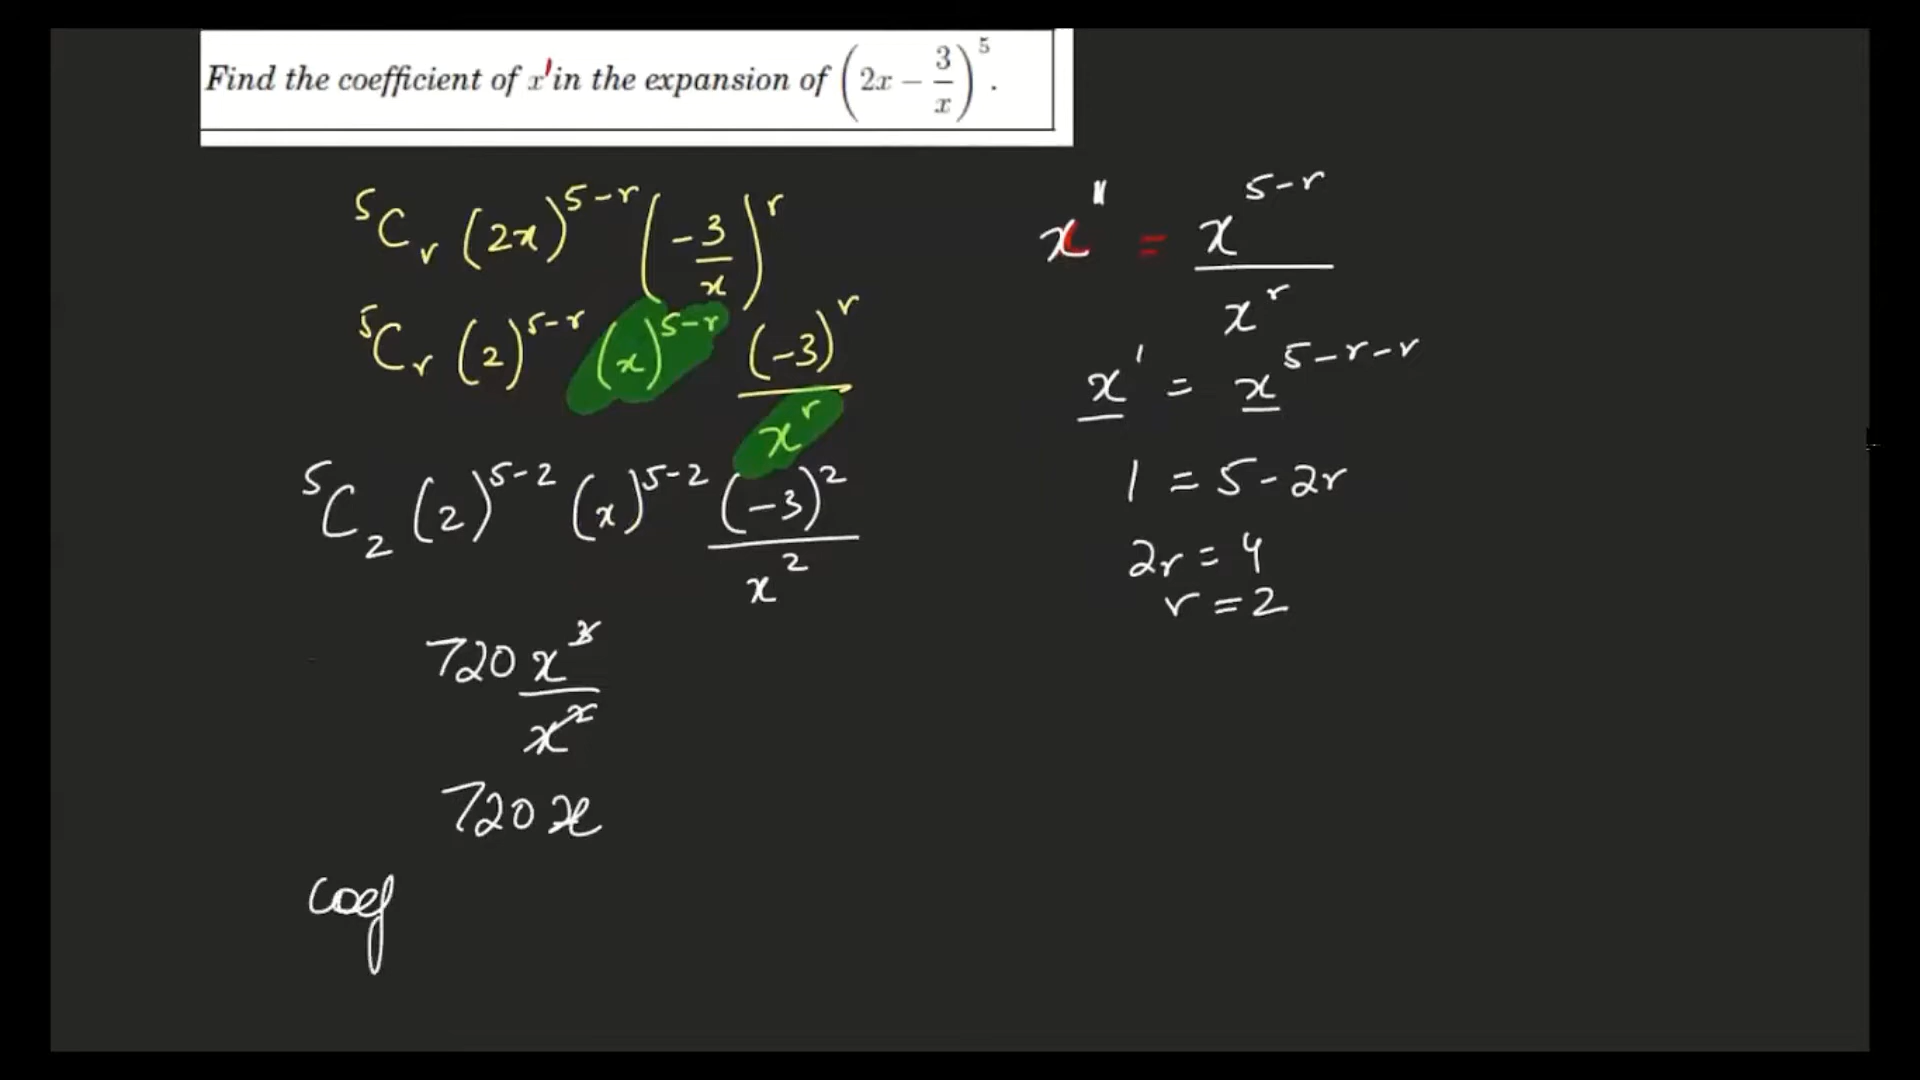 Find the coefficient of x¹ in the expansion of (2x − 3/x)⁵.
⁵Cᵣ (2x)⁵⁻ʳ (−3/x)ʳ
⁵Cᵣ (2)⁵⁻ʳ (x)⁵⁻ʳ (−3)ʳ/xʳ
⁵C₂ (2)⁵⁻² (x)⁵⁻² (−3)²/x²
720 x³/x²
720x
coef
x¹ = x⁵⁻ʳ/xʳ
x¹ = x⁵⁻ʳ⁻ʳ
1 = 5 − 2r
2r = 4
r = 2